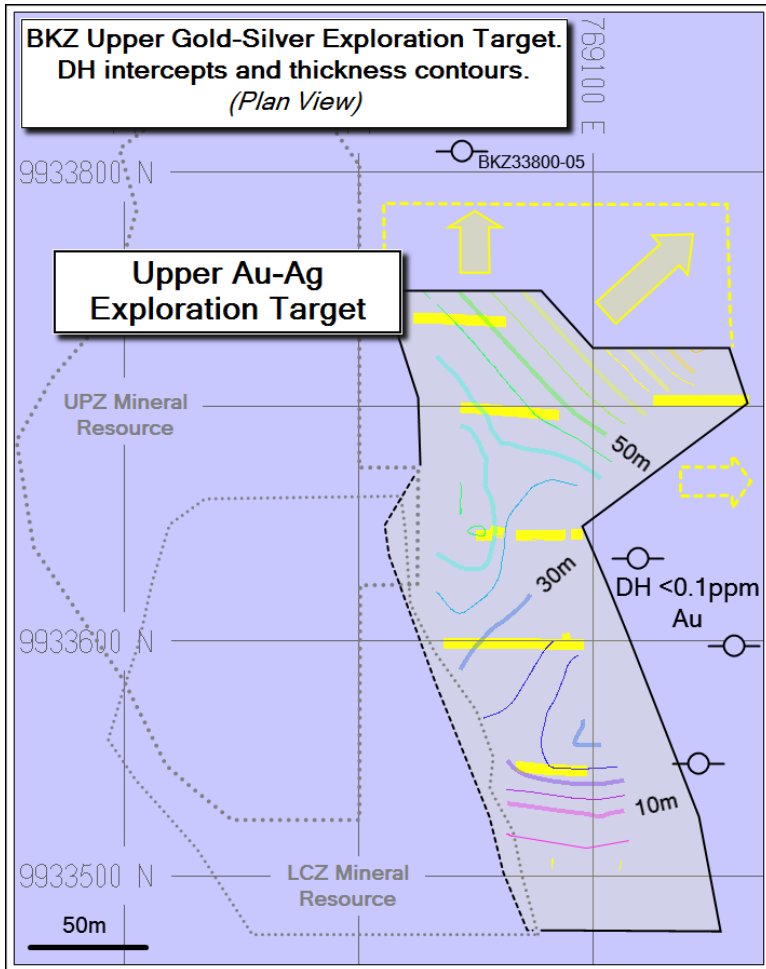 BKZ Upper Gold-Silver Exploration Target.
DH intercepts and thickness contours.
(Plan View)
769100 E
BKZ33800-05
9933800 N
Upper Au-Ag
Exploration Target
UPZ Mineral
Resource
50m
30m
DH <0.1ppm
Au
9933600 N
10m
9933500 N
LCZ Mineral
Resource
50m